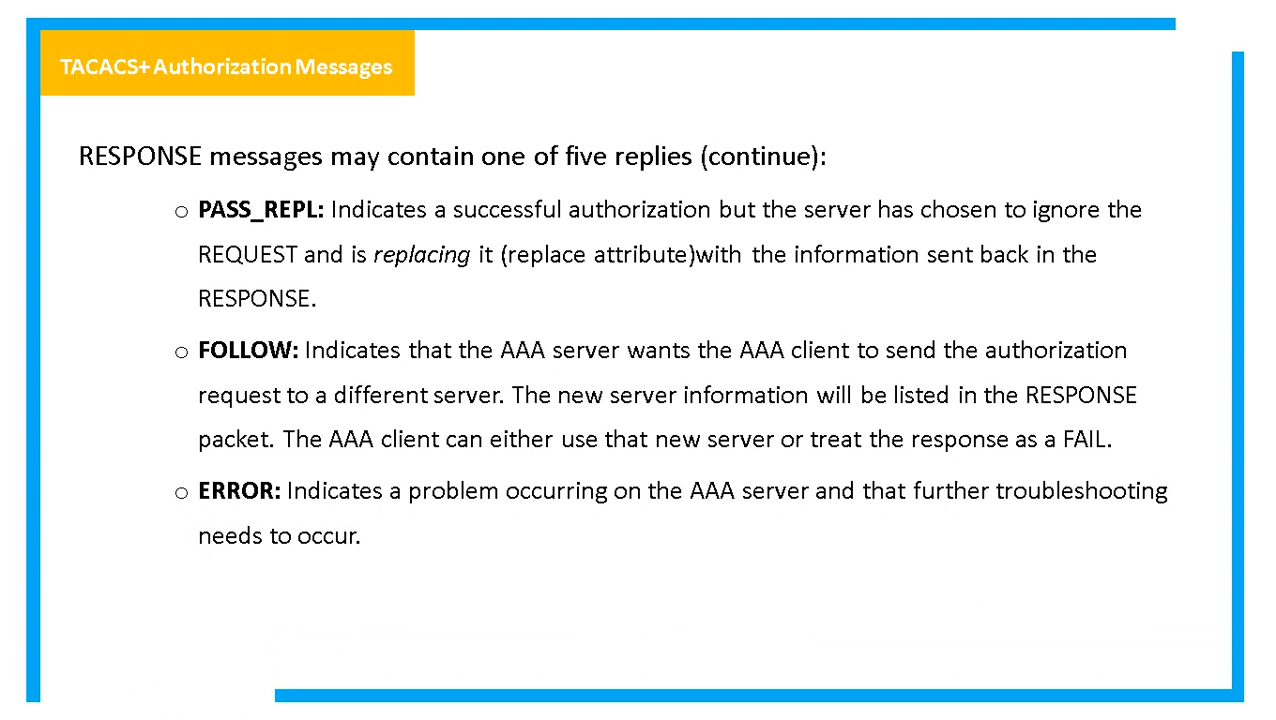 TACACS+ Authorization Messages
RESPONSE messages may contain one of five replies (continue):
○ PASS_REPL: Indicates a successful authorization but the server has chosen to ignore the
REQUEST and is replacing it (replace attribute)with the information sent back in the
RESPONSE.
○ FOLLOW: Indicates that the AAA server wants the AAA client to send the authorization
request to a different server. The new server information will be listed in the RESPONSE
packet. The AAA client can either use that new server or treat the response as a FAIL.
○ ERROR: Indicates a problem occurring on the AAA server and that further troubleshooting
needs to occur.